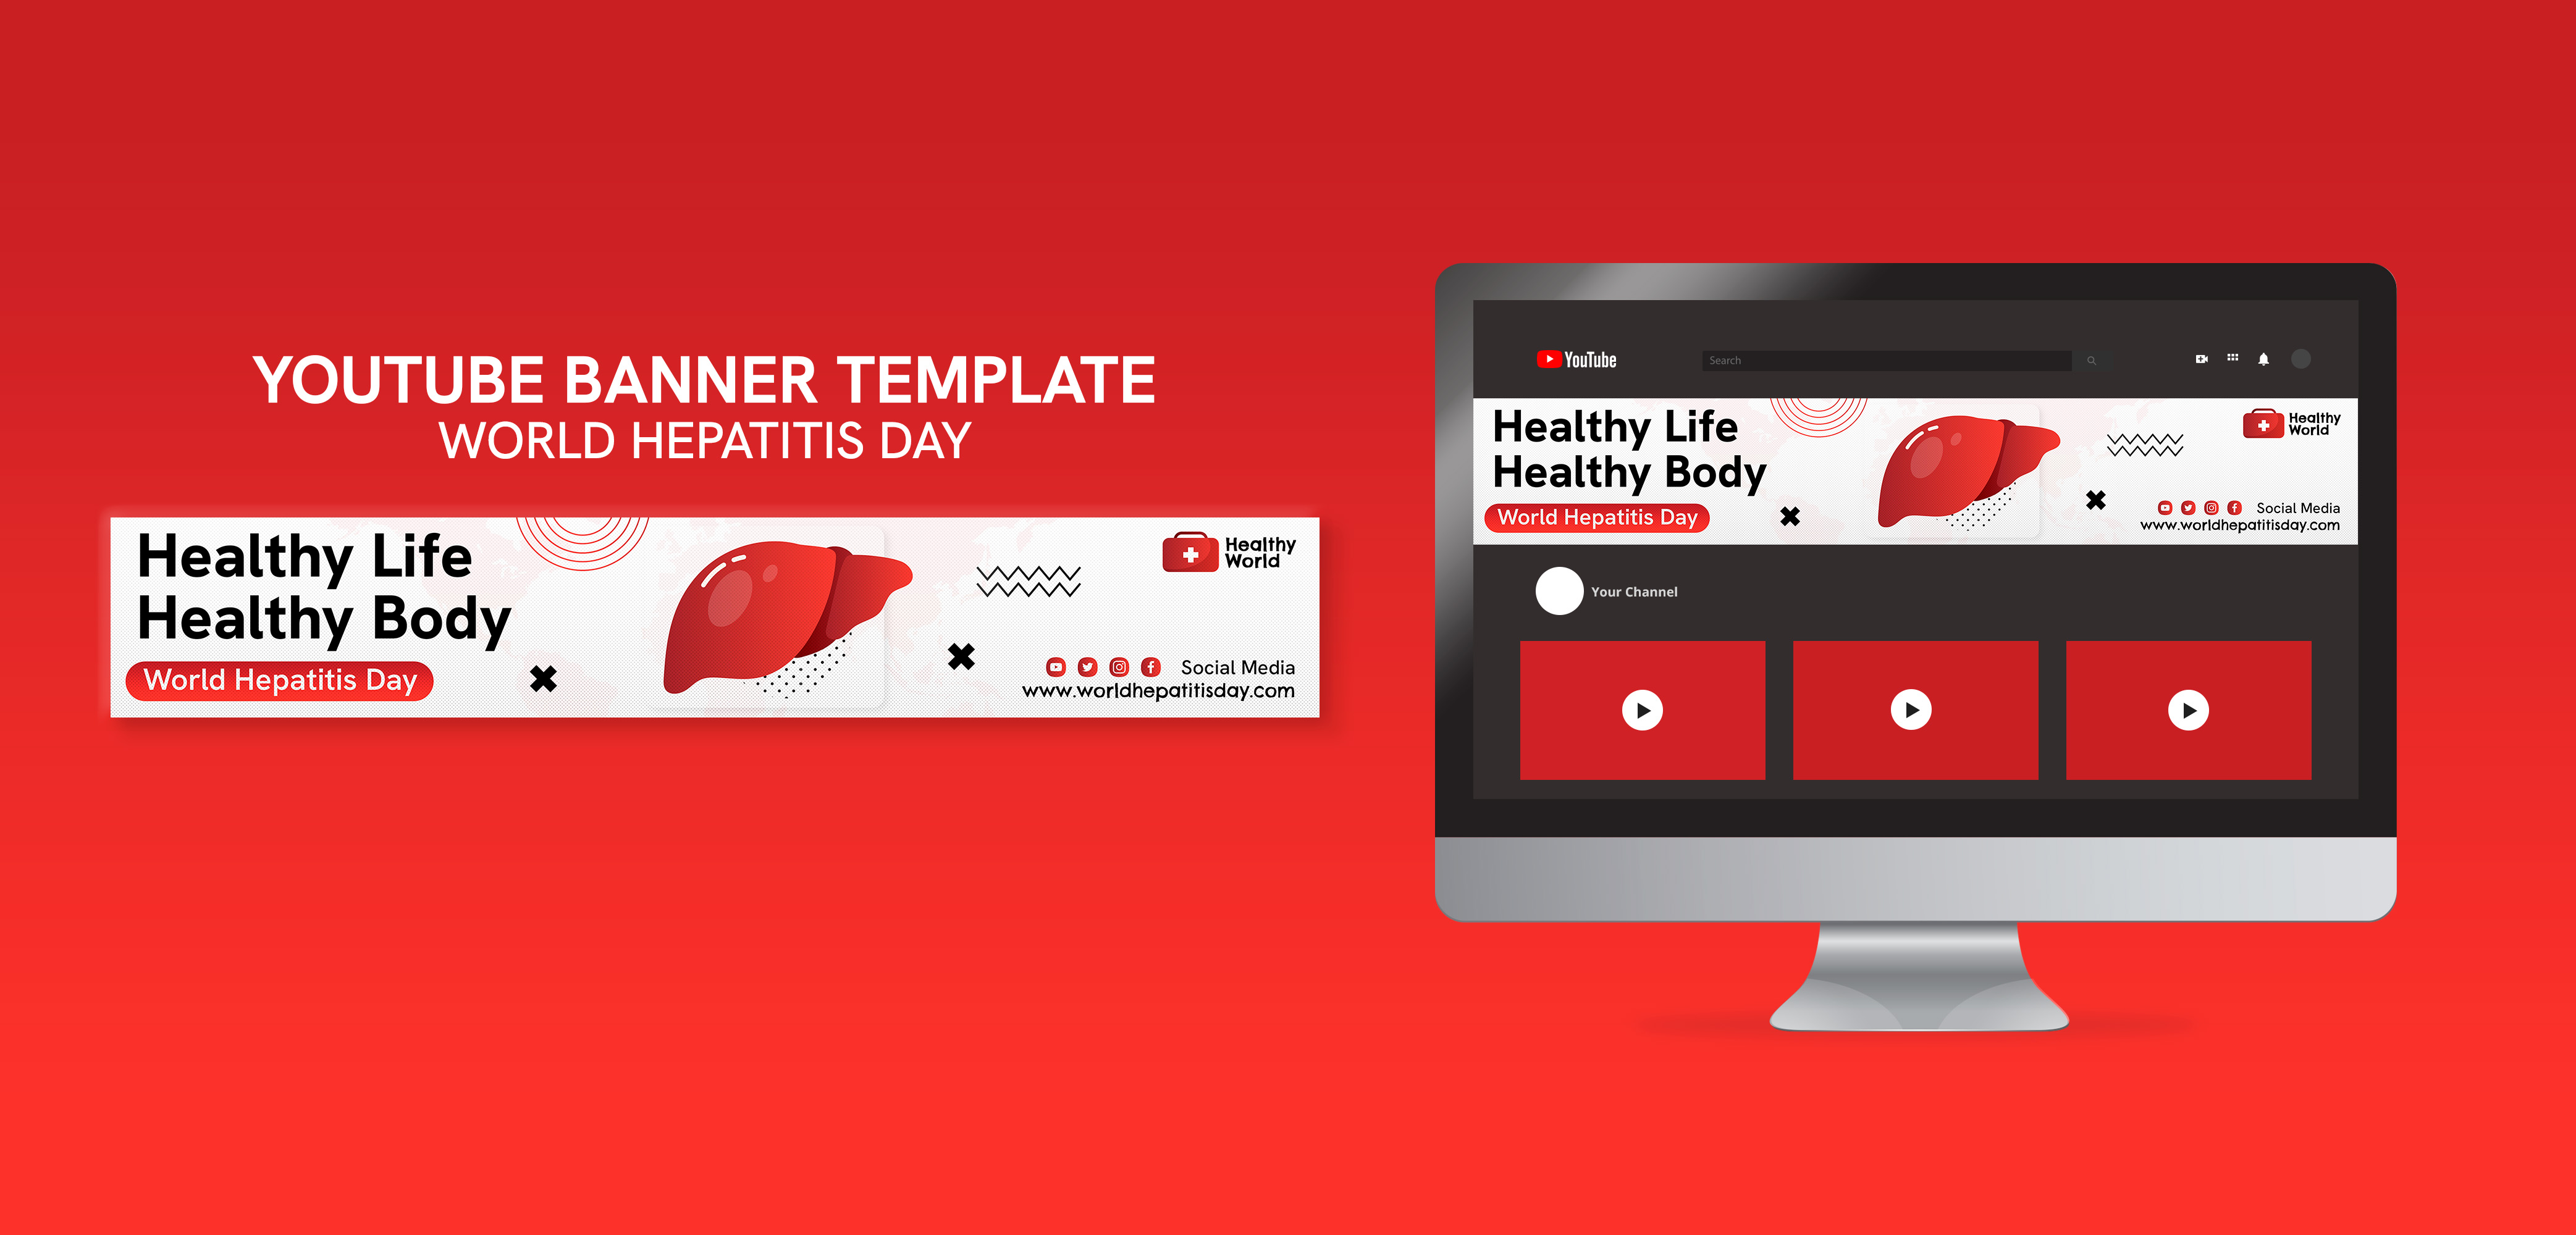 YOUTUBE BANNER TEMPLATE
WORLD HEPATITIS DAY
Healthy Life
Healthy Body
World Hepatitis Day
Healthy
World
Social Media
www.worldhepatitisday.com
YouTube
Search
Healthy Life
Healthy Body
World Hepatitis Day
Healthy
World
Social Media
www.worldhepatitisday.com
Your Channel